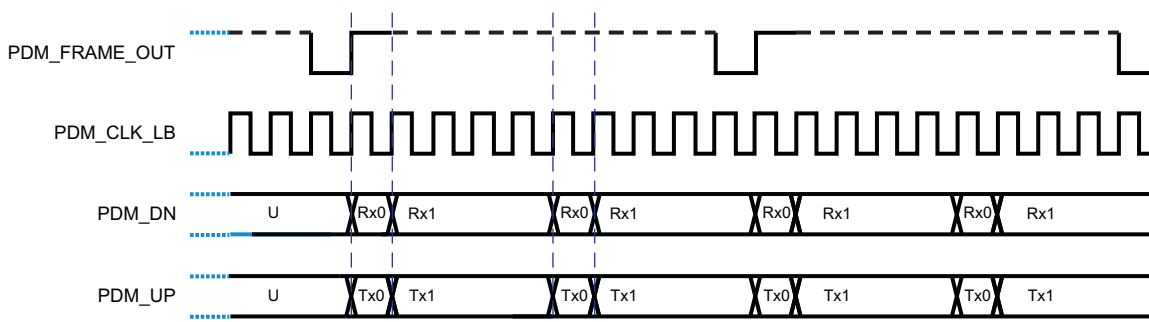 PDM_FRAME_OUT
PDM_CLK_LB
PDM_DN U Rx0 Rx1 Rx0 Rx1 Rx0 Rx1 Rx0 Rx1
PDM_UP U Tx0 Tx1 Tx0 Tx1 Tx0 Tx1 Tx0 Tx1